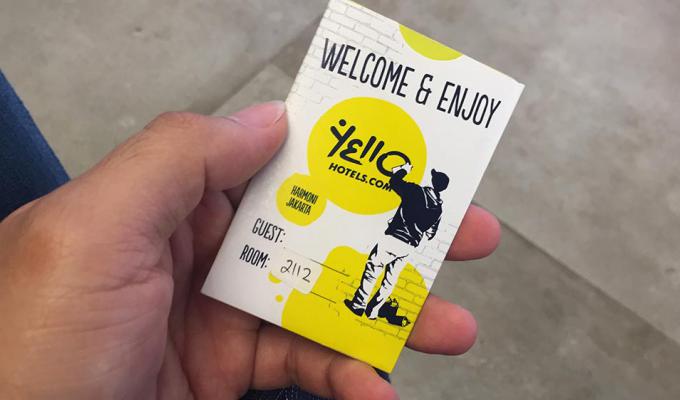 WELCOME & ENJOY
YELLO
HOTELS.COM
HARMONI
JAKARTA
GUEST:
ROOM: 2112